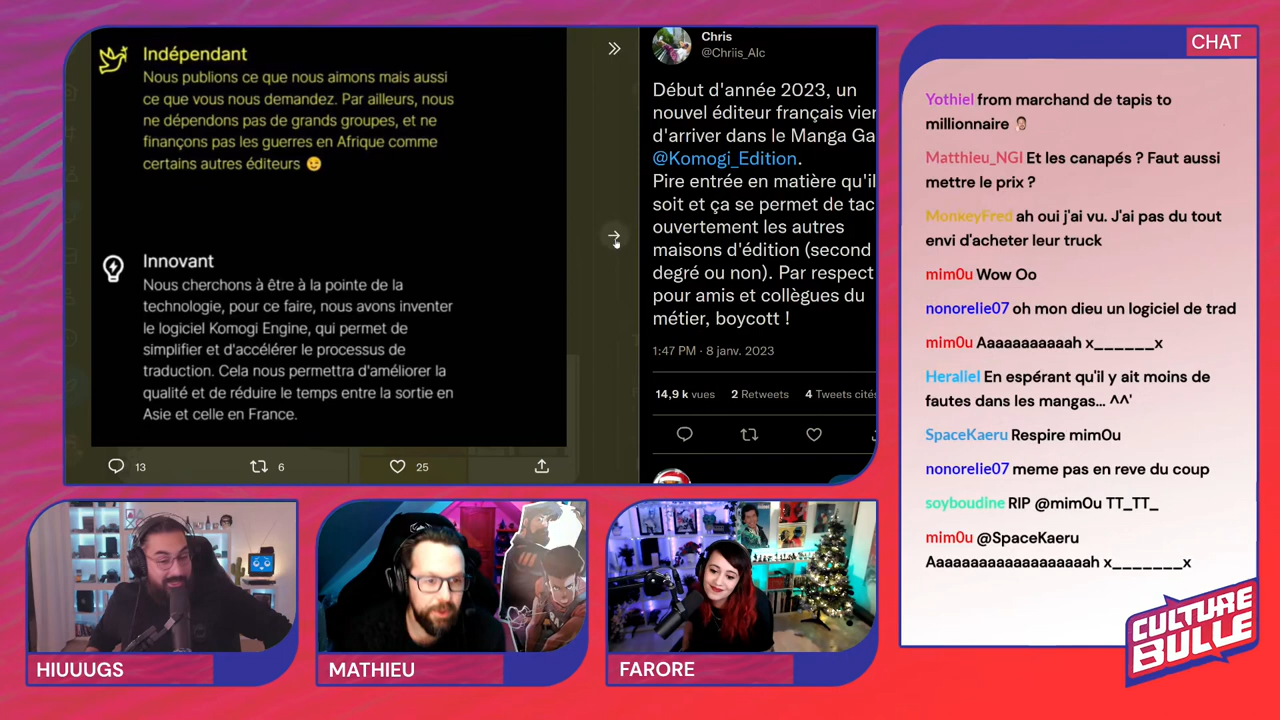 Indépendant
Nous publions ce que nous aimons mais aussi
ce que vous nous demandez. Par ailleurs, nous
ne dépendons pas de grands groupes, et ne
finançons pas les guerres en Afrique comme
certains autres éditeurs 😉
Innovant
Nous cherchons à être à la pointe de la
technologie, pour ce faire, nous avons inventer
le logiciel Komogi Engine, qui permet de
simplifier et d'accélérer le processus de
traduction. Cela nous permettra d'améliorer la
qualité et de réduire le temps entre la sortie en
Asie et celle en France.
13
6
25
Chris
@Chriis_Alc
Début d'année 2023, un
nouvel éditeur français vier
d'arriver dans le Manga Ga
@Komogi_Edition.
Pire entrée en matière qu'il
soit et ça se permet de tac
ouvertement les autres
maisons d'édition (second
degré ou non). Par respect
pour amis et collègues du
métier, boycott !
1:47 PM · 8 janv. 2023
14,9 k vues 2 Retweets 4 Tweets cités
CHAT
Yothiel from marchand de tapis to
millionnaire
Matthieu_NGI Et les canapés ? Faut aussi
mettre le prix ?
MonkeyFred ah oui j'ai vu. J'ai pas du tout
envi d'acheter leur truck
mim0u Wow Oo
nonorelie07 oh mon dieu un logiciel de trad
mim0u Aaaaaaaaaaah x______x
Heraliel En espérant qu'il y ait moins de
fautes dans les mangas... ^^'
SpaceKaeru Respire mim0u
nonorelie07 meme pas en reve du coup
soyboudine RIP @mim0u TT_TT_
mim0u @SpaceKaeru
Aaaaaaaaaaaaaaaaaah x_______x
CULTURE
BULLE
HIUUUGS
MATHIEU
FARORE